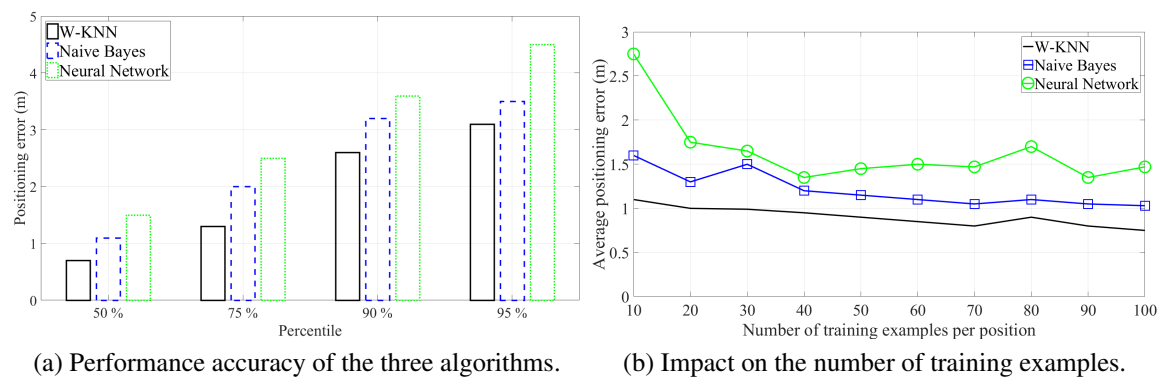 5
4
3
2
1
0
Positioning error (m)
W-KNN
Naive Bayes
Neural Network
50 %
75 %
90 %
95 %
Percentile
(a) Performance accuracy of the three algorithms.
3
2.5
2
1.5
1
0.5
0
Average positioning error (m)
W-KNN
Naive Bayes
Neural Network
10 20 30 40 50 60 70 80 90 100
Number of training examples per position
(b) Impact on the number of training examples.